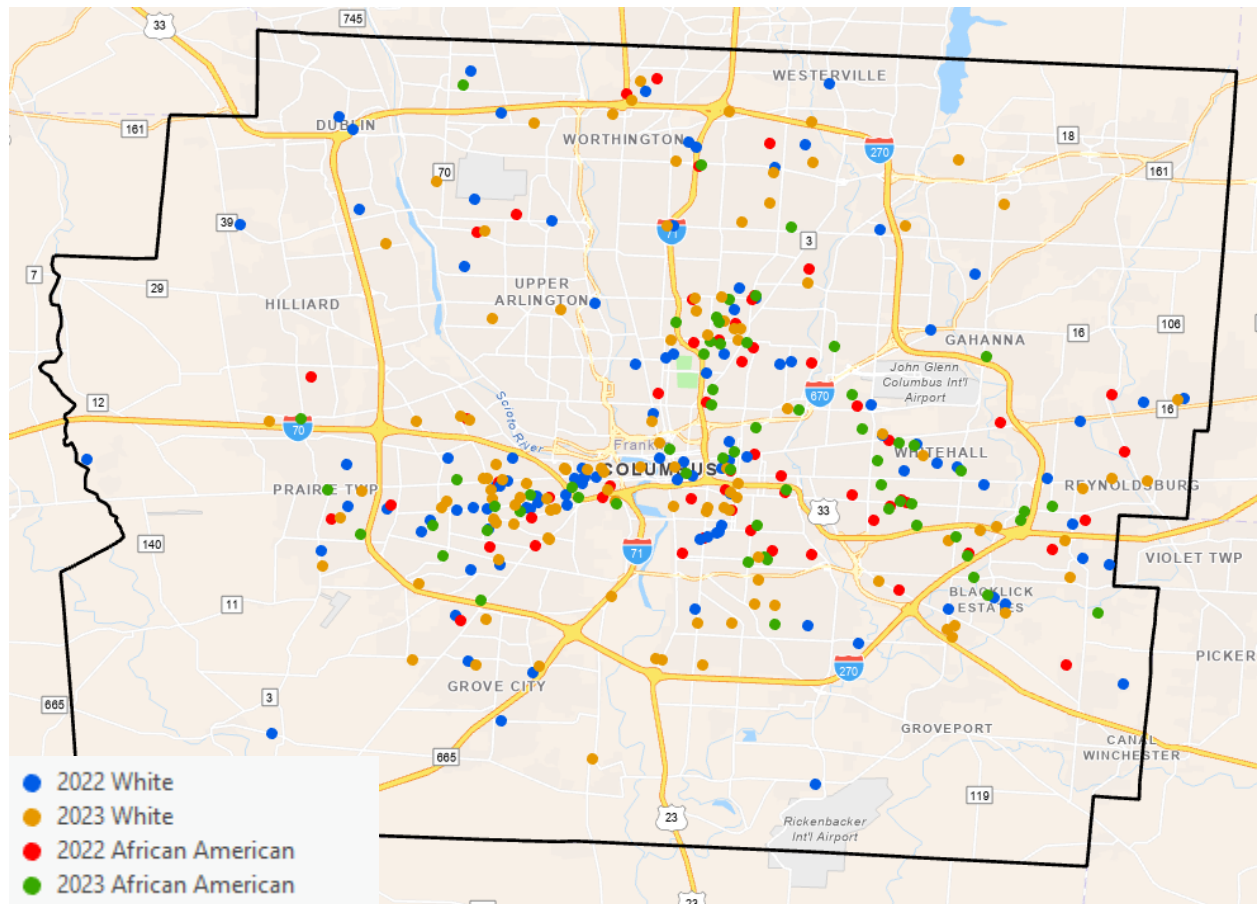 745
33
WESTERVILLE
161
DUBLIN
WORTHINGTON
18
270
70
161
39
71
3
7
29
HILLIARD
UPPER
ARLINGTON
106
16
GAHANNA
John Glenn
Columbus Int'l
Airport
670
12
70
Scioto River
16
WHITEHALL
COLUMBUS
PRAIRIE TWP
REYNOLDSBURG
33
140
71
VIOLET TWP
11
BLACKLICK
ESTATES
PICKER
270
GROVE CITY
3
665
GROVEPORT
CANAL
WINCHESTER
665
119
23
Rickenbacker
Int'l Airport
23
2022 White
2023 White
2022 African American
2023 African American